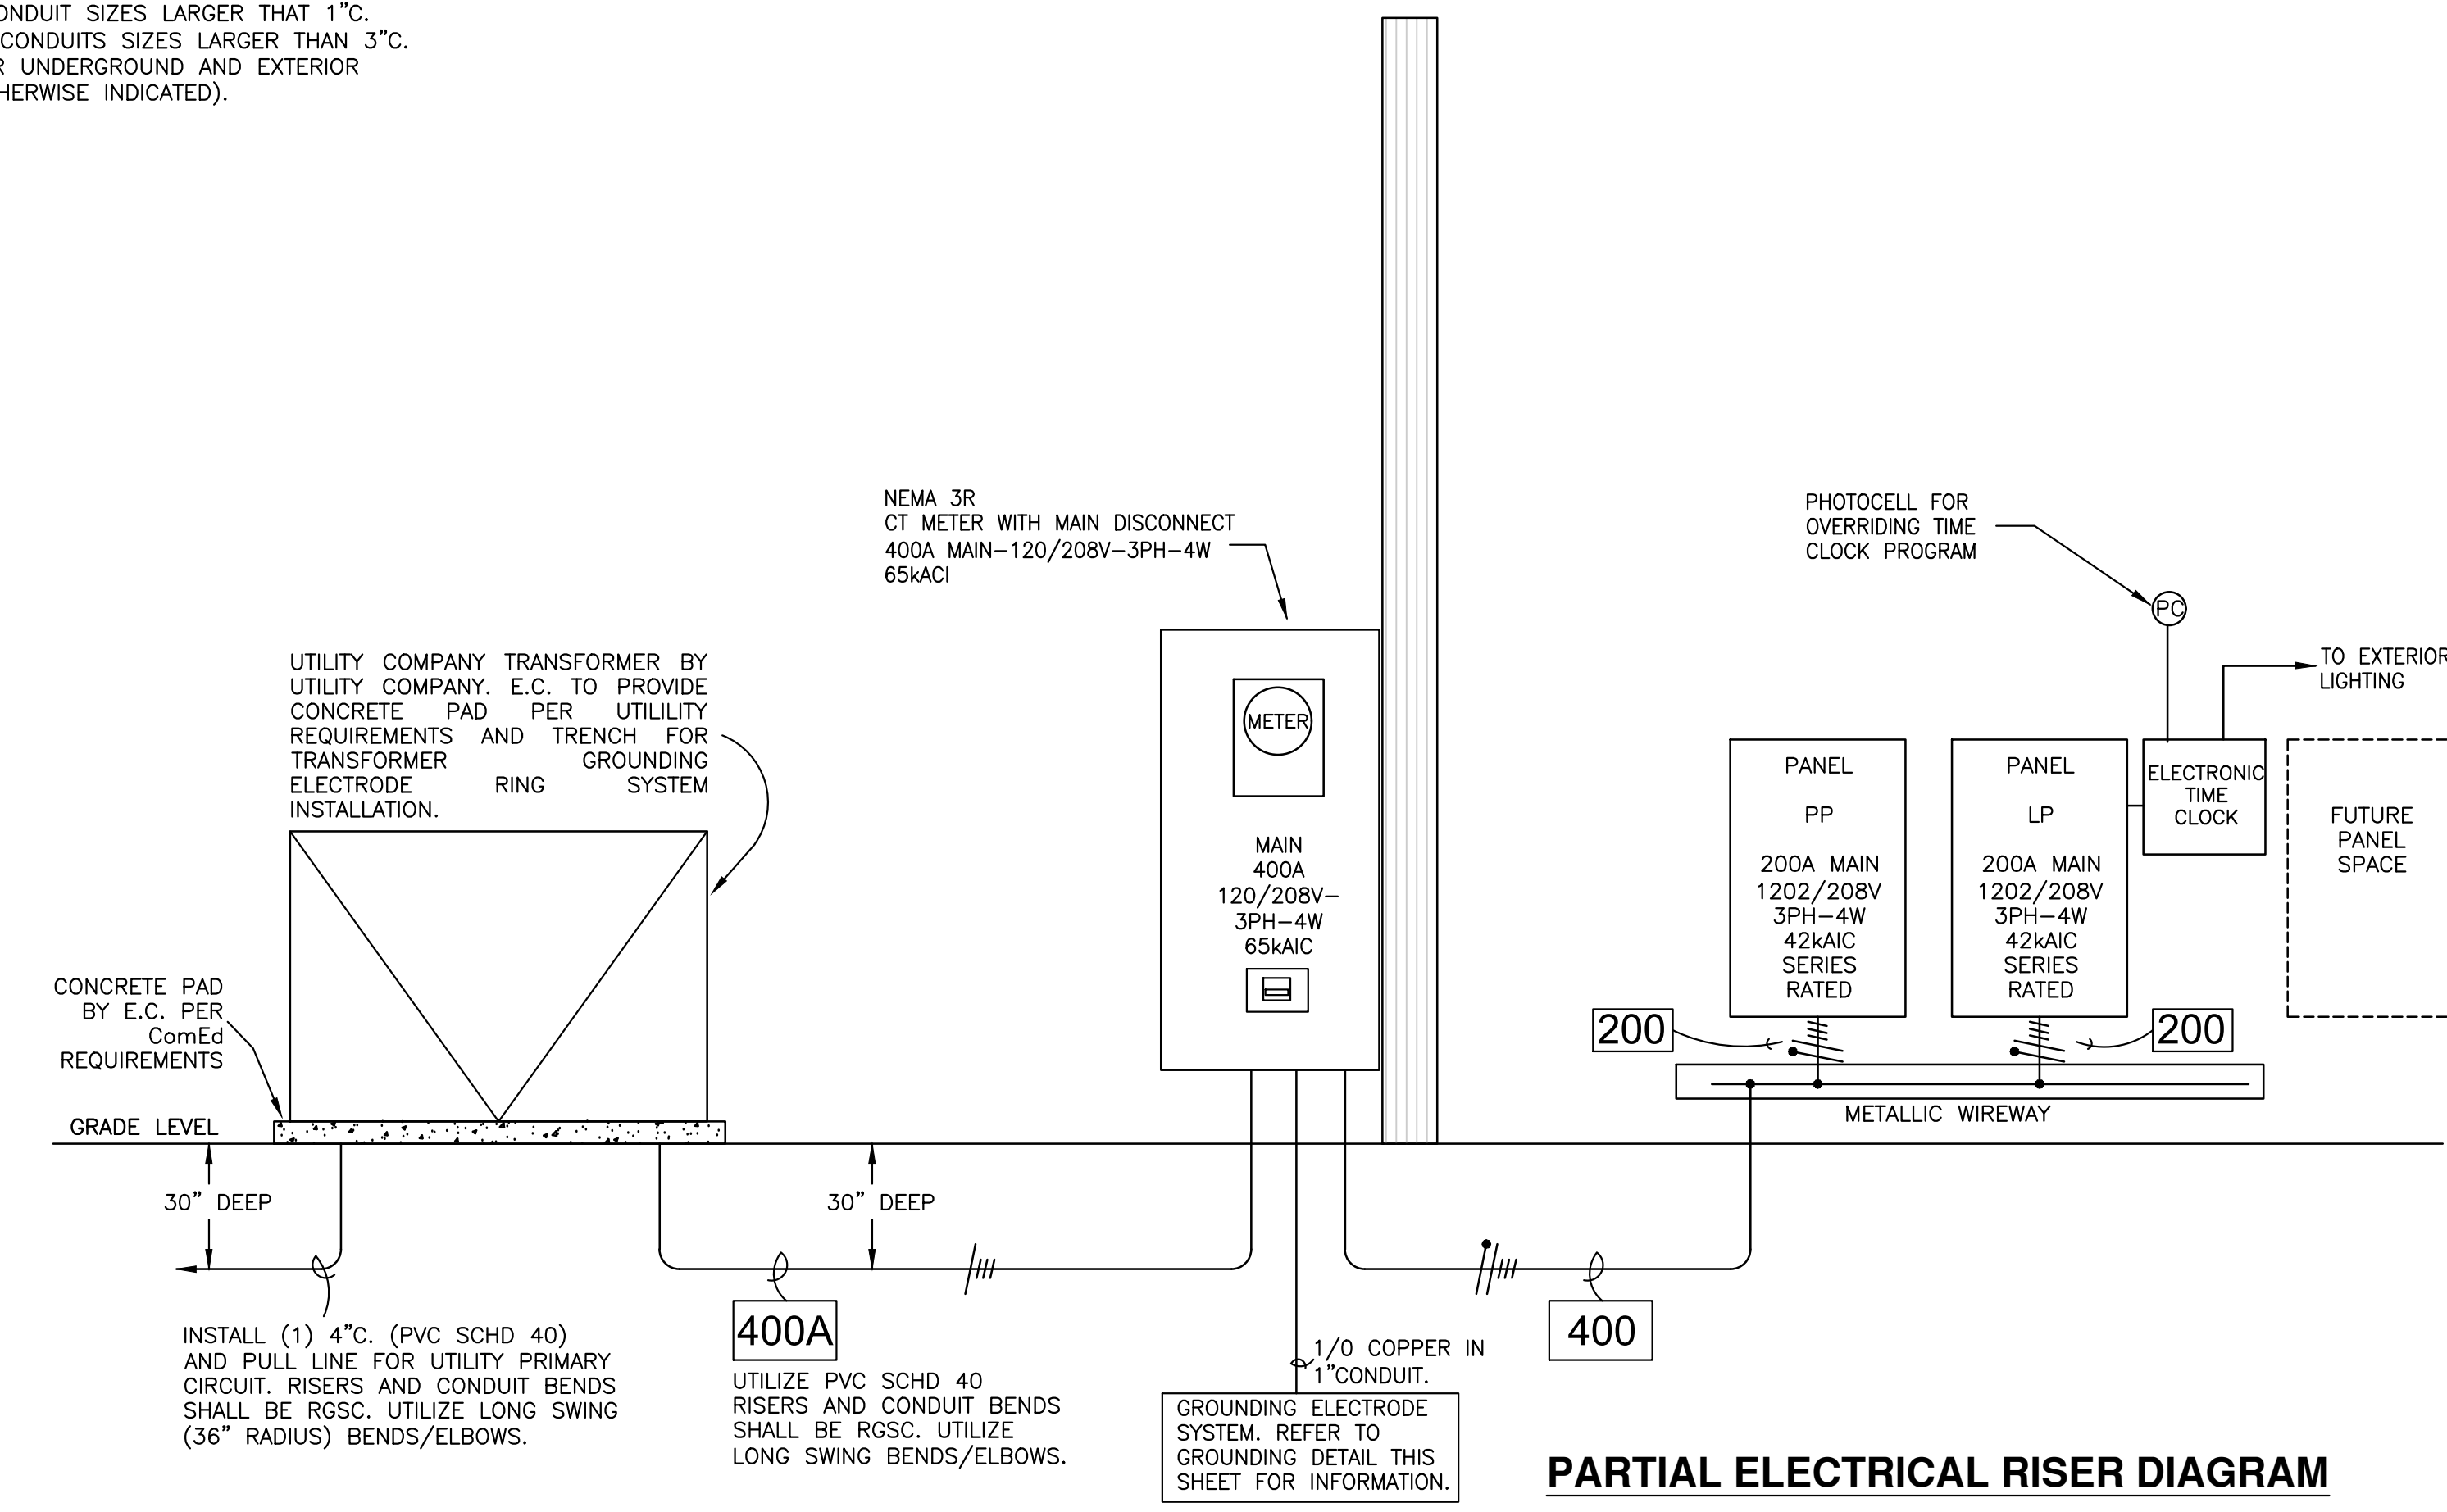 ONDUIT SIZES LARGER THAT 1"C.
CONDUITS SIZES LARGER THAN 3"C.
R UNDERGROUND AND EXTERIOR
HERWISE INDICATED).
NEMA 3R
CT METER WITH MAIN DISCONNECT
400A MAIN-120/208V-3PH-4W
65kACI
PHOTOCELL FOR
OVERRIDING TIME
CLOCK PROGRAM
PC
TO EXTERIOR
LIGHTING
UTILITY COMPANY TRANSFORMER BY
UTILITY COMPANY. E.C. TO PROVIDE
CONCRETE PAD PER UTILILITY
REQUIREMENTS AND TRENCH FOR
TRANSFORMER GROUNDING
ELECTRODE RING SYSTEM
INSTALLATION.
METER
MAIN
400A
120/208V-
3PH-4W
65kAIC
PANEL
PP
200A MAIN
1202/208V
3PH-4W
42kAIC
SERIES
RATED
PANEL
LP
200A MAIN
1202/208V
3PH-4W
42kAIC
SERIES
RATED
ELECTRONIC
TIME
CLOCK
FUTURE
PANEL
SPACE
CONCRETE PAD
BY E.C. PER
ComEd
REQUIREMENTS
200
200
METALLIC WIREWAY
GRADE LEVEL
30" DEEP
30" DEEP
INSTALL (1) 4"C. (PVC SCHD 40)
AND PULL LINE FOR UTILITY PRIMARY
CIRCUIT. RISERS AND CONDUIT BENDS
SHALL BE RGSC. UTILIZE LONG SWING
(36" RADIUS) BENDS/ELBOWS.
400A
UTILIZE PVC SCHD 40
RISERS AND CONDUIT BENDS
SHALL BE RGSC. UTILIZE
LONG SWING BENDS/ELBOWS.
1/0 COPPER IN
1"CONDUIT.
400
GROUNDING ELECTRODE
SYSTEM. REFER TO
GROUNDING DETAIL THIS
SHEET FOR INFORMATION.
PARTIAL ELECTRICAL RISER DIAGRAM